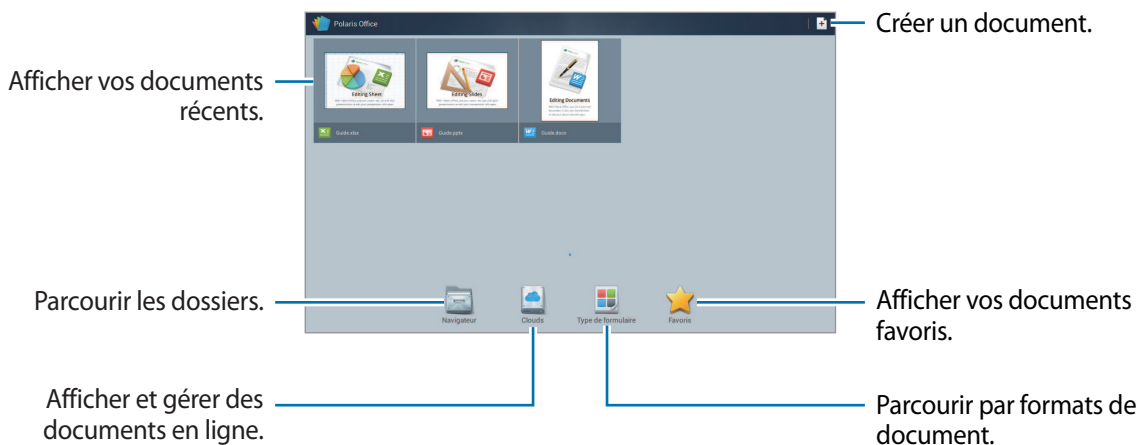 Polaris Office
Créer un document.
Afficher vos documents
récents.
Editing Sheet
Editing Slides
Editing Documents
Guide.xlsx
Guide.pptx
Guide.docx
Parcourir les dossiers.
Navigateur
Clouds
Type de formulaire
Favoris
Afficher vos documents
favoris.
Afficher et gérer des
documents en ligne.
Parcourir par formats de
document.